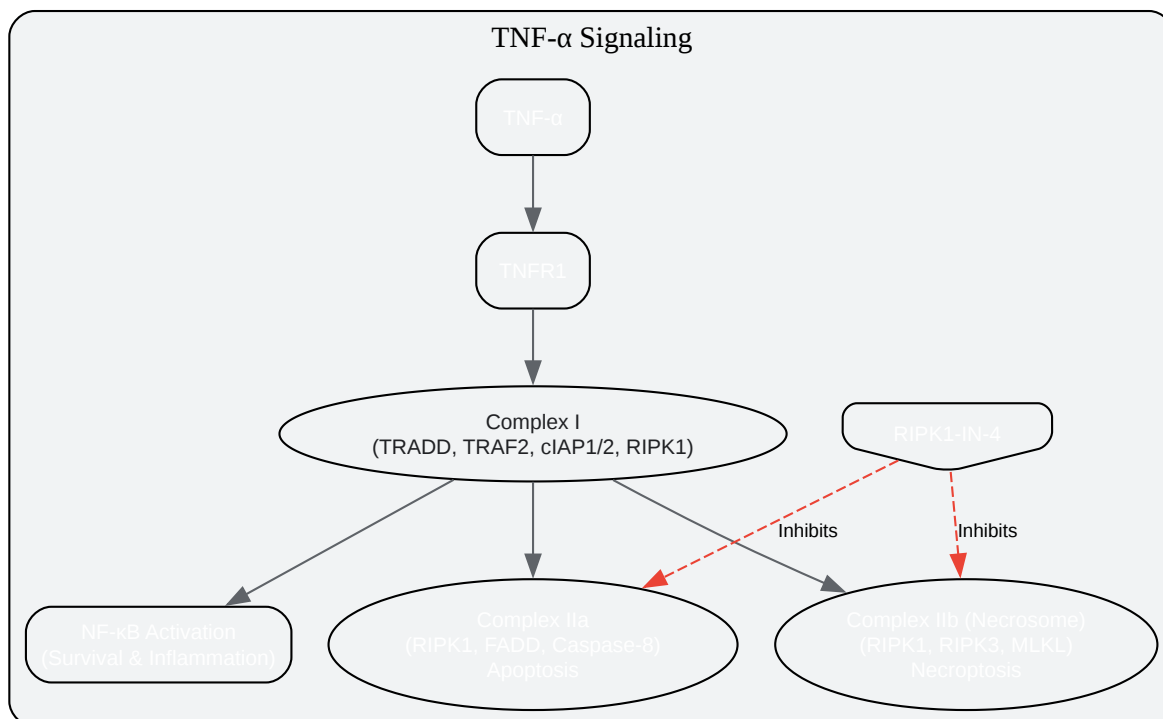 TNF-α Signaling
TNF-α
TNFR1
Complex I
(TRADD, TRAF2, cIAP1/2, RIPK1)
RIPK1-IN-4
Inhibits
Inhibits
NF-κB Activation
(Survival & Inflammation)
Complex IIa
(RIPK1, FADD, Caspase-8)
Apoptosis
Complex IIb (Necrosome)
(RIPK1, RIPK3, MLKL)
Necroptosis